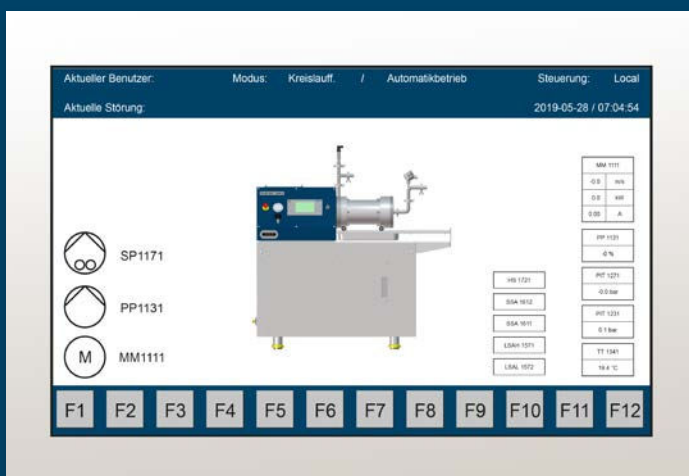 Aktueller Benutzer: Modus: Kreislauff. / Automatikbetrieb Steuerung: Local
Aktuelle Störung: 2019-05-28 / 07:04:54
MM 1111
-0.0 m/s
0.0 kW
0.00 A
PP 1131
-0 %
PIT 1271
-0.0 bar
PIT 1231
0.1 bar
TT 1341
19.4 °C
HS 1721
SSA 1612
SSA 1611
LSAH 1571
LSAL 1572
SP1171
PP1131
M MM1111
F1 F2 F3 F4 F5 F6 F7 F8 F9 F10 F11 F12